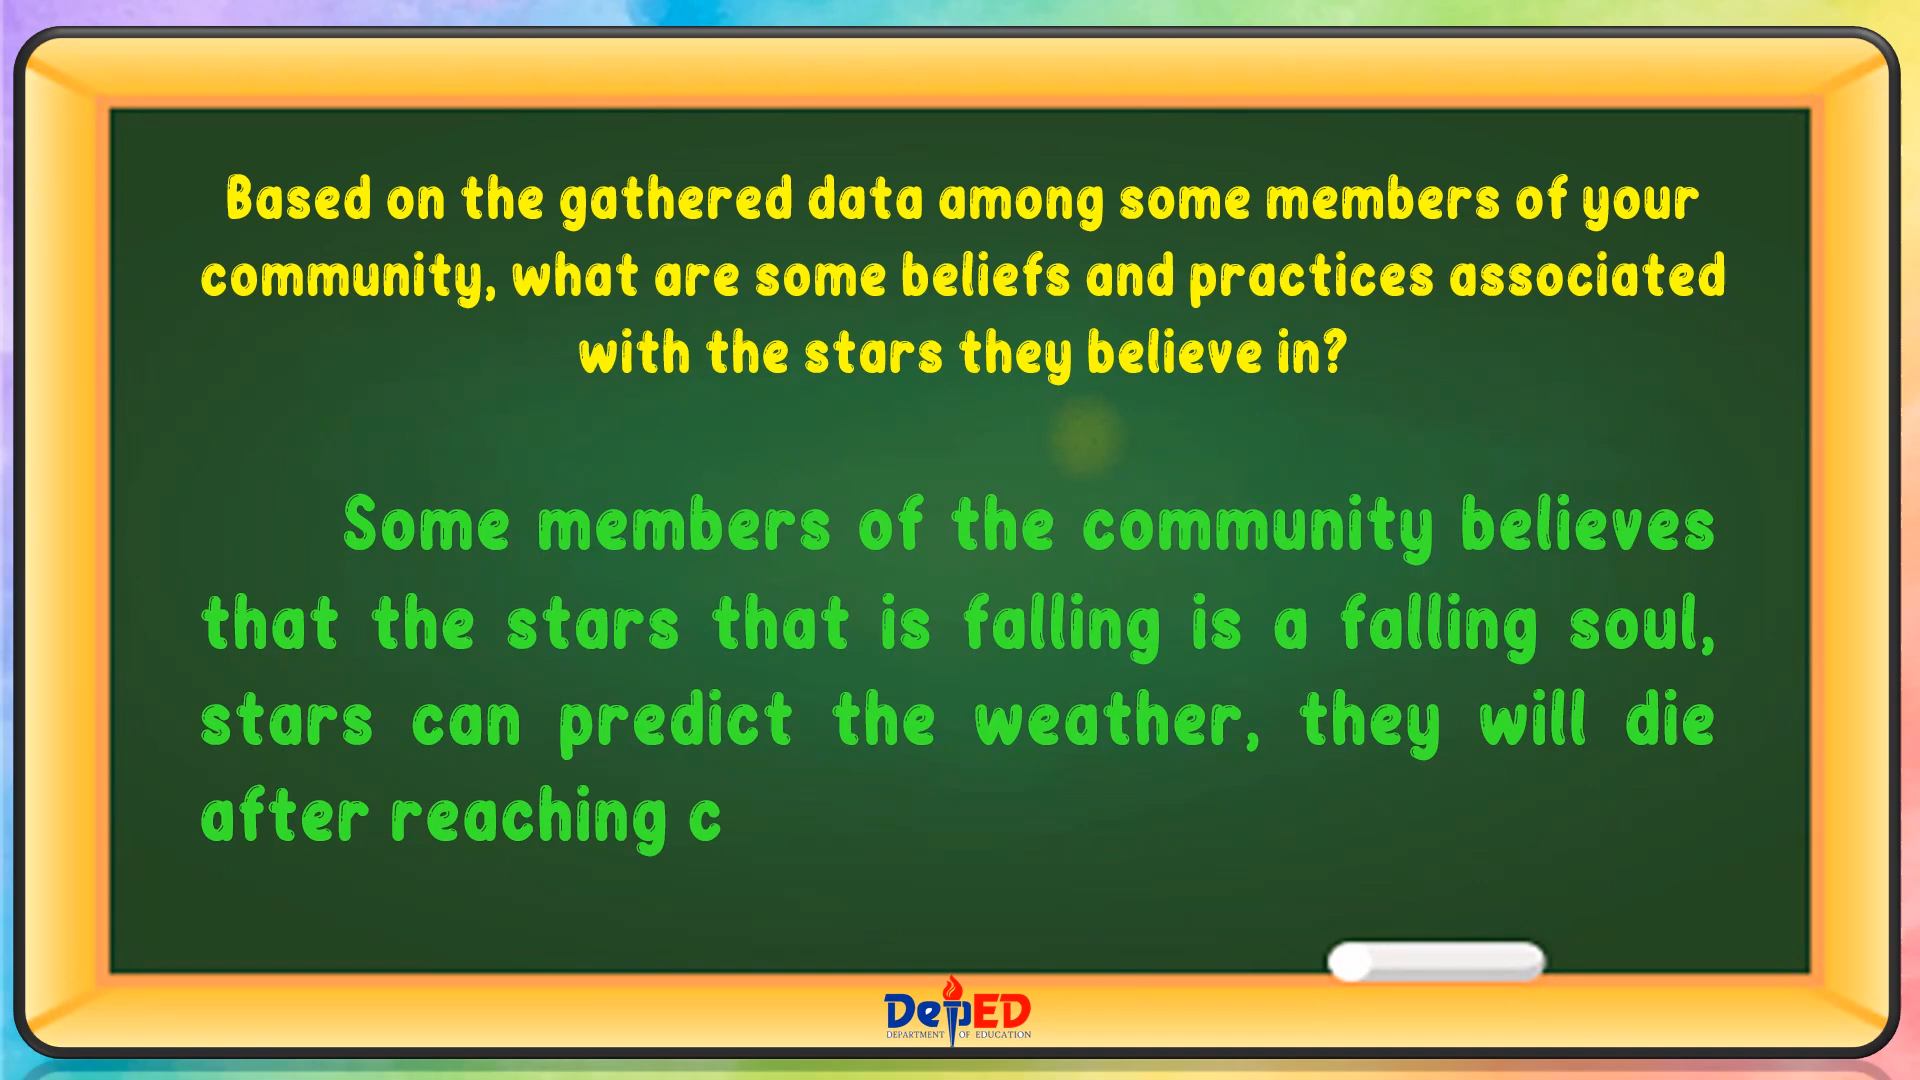 Based on the gathered data among some members of your
community, what are some beliefs and practices associated
with the stars they believe in?
Some members of the community believes
that the stars that is falling is a falling soul,
stars can predict the weather, they will die
after reaching c
DepED
DEPARTMENT OF EDUCATION